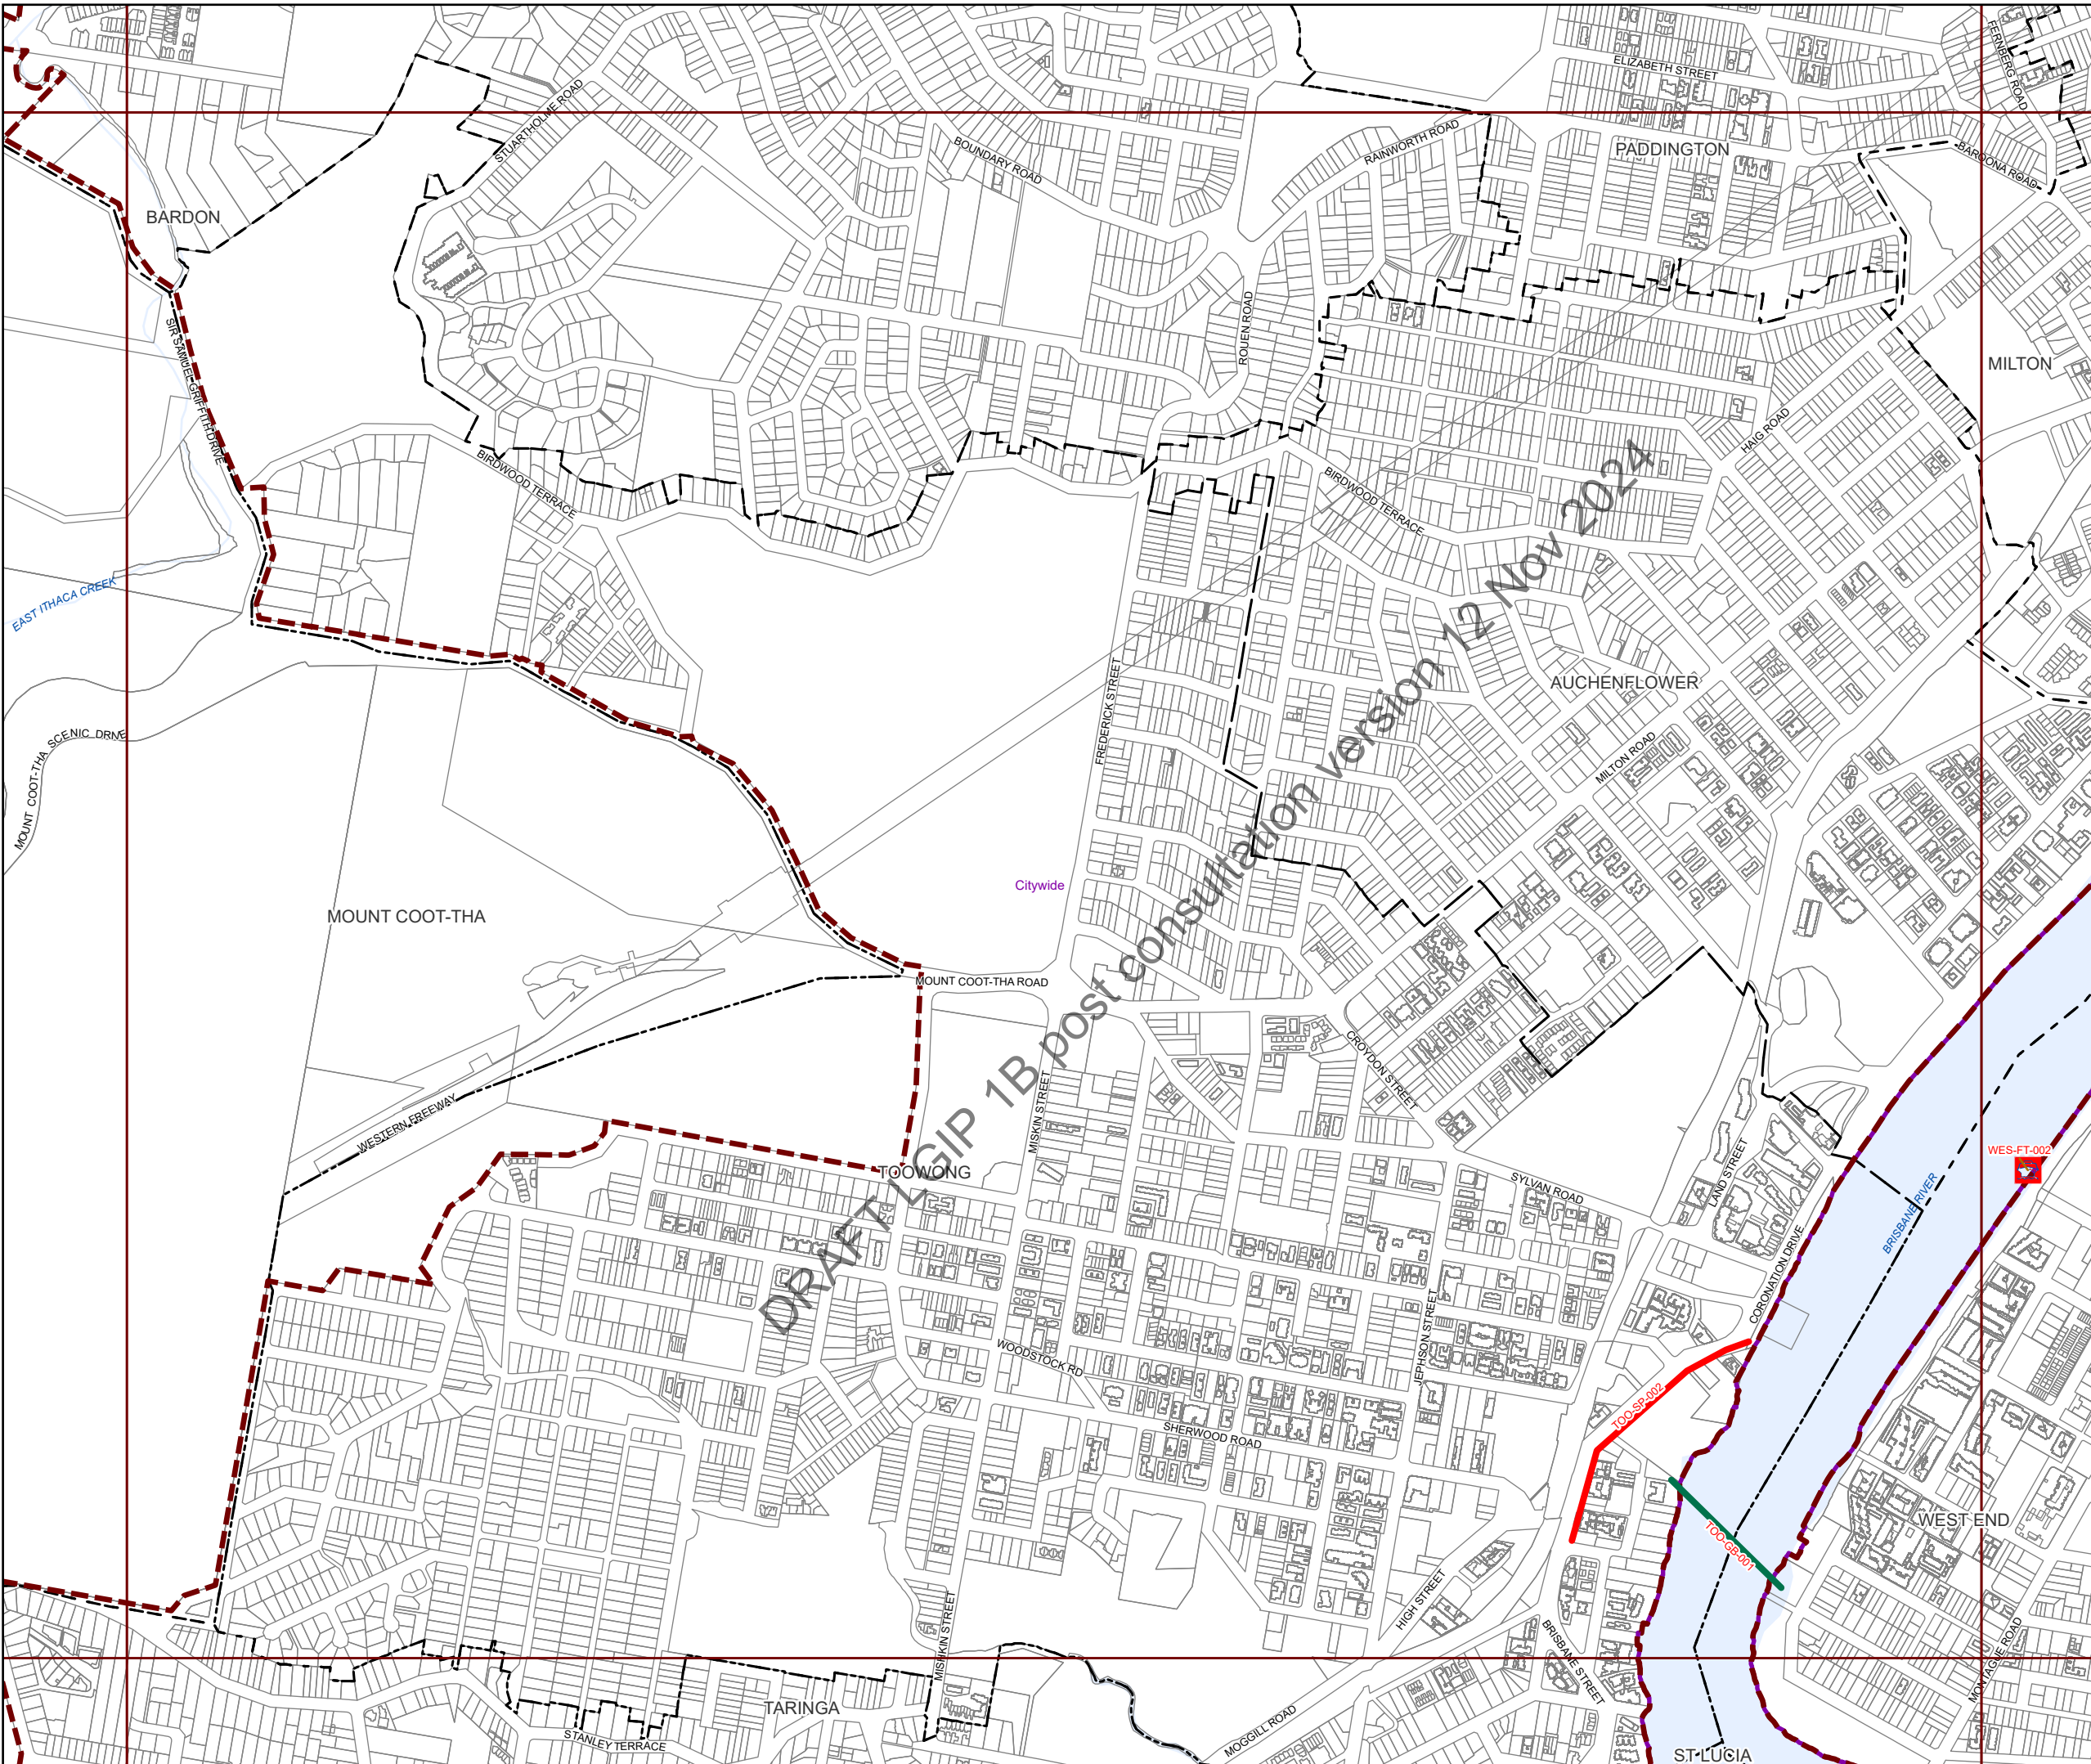 FERNBERG ROAD
ELIZABETH STREET
STUARTHOLME ROAD
BOUNDARY ROAD
RAINWORTH ROAD
PADDINGTON
BAROONA ROAD
BARDON
SIR SAMUEL GRIFFITH DRIVE
ROUEN ROAD
MILTON
HAIG ROAD
BIRDWOOD TERRACE
BIRDWOOD TERRACE
EAST ITHACA CREEK
FREDERICK STREET
AUCHENFLOWER
MOUNT COOT-THA SCENIC DRIVE
MILTON ROAD
Citywide
MOUNT COOT-THA
MOUNT COOT-THA ROAD
DRAFT LGIP 1B post consultation version 12 Nov 2024
CROYDON STREET
MISKIN STREET
WESTERN FREEWAY
WES-FT-002
TOOWONG
SYLVAN ROAD
LAND STREET
BRISBANE RIVER
CORONATION DRIVE
JEPHSON STREET
WOODSTOCK RD
TOO-SP-002
SHERWOOD ROAD
WEST END
TOO-GB-001
HIGH STREET
MISKIN STREET
BRISBANE STREET
MONTAGUE ROAD
TARINGA
STANLEY TERRACE
MOGGILL ROAD
ST LUCIA